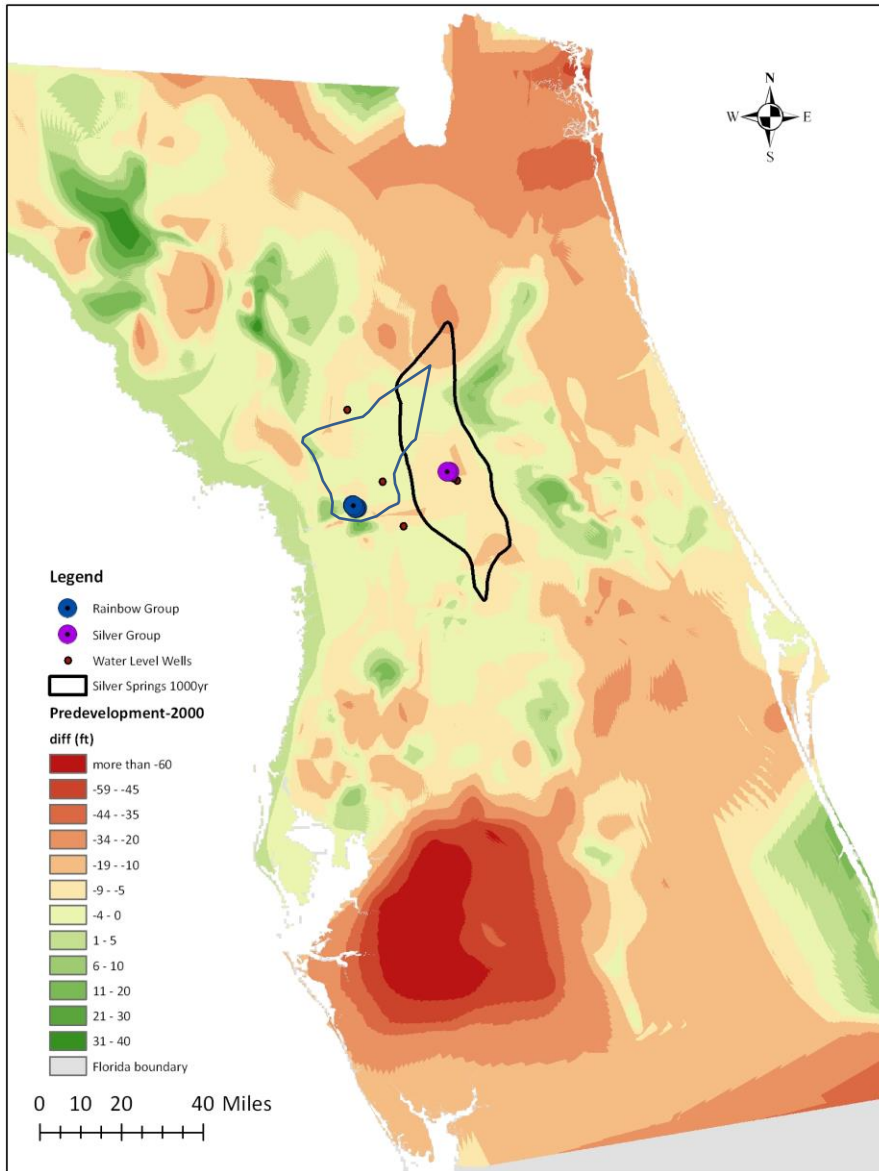 N
W E
S
Legend
Rainbow Group
Silver Group
Water Level Wells
Silver Springs 1000yr
Predevelopment-2000
diff (ft)
more than -60
-59 - -45
-44 - -35
-34 - -20
-19 - -10
-9 - -5
-4 - 0
1 - 5
6 - 10
11 - 20
21 - 30
31 - 40
Florida boundary
0 10 20 40 Miles